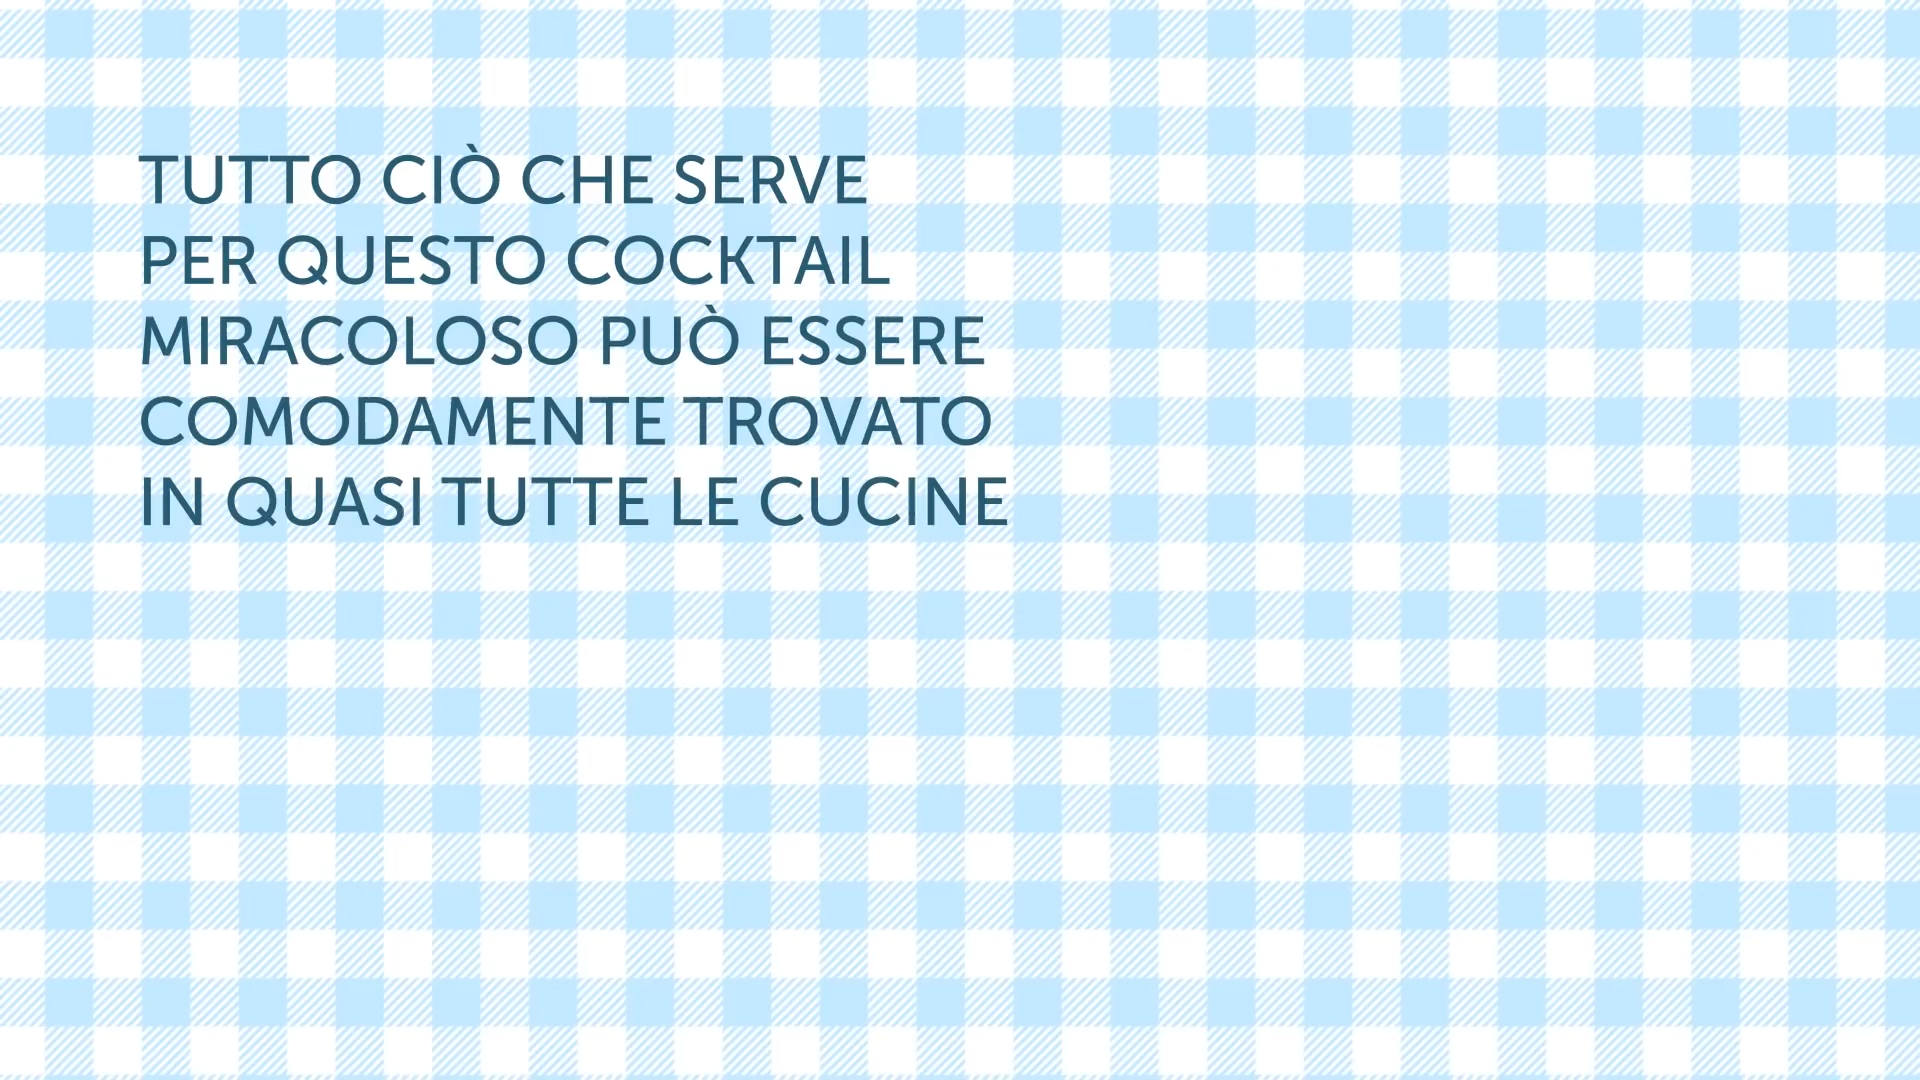 TUTTO CIÒ CHE SERVE
PER QUESTO COCKTAIL
MIRACOLOSO PUÒ ESSERE
COMODAMENTE TROVATO
IN QUASI TUTTE LE CUCINE